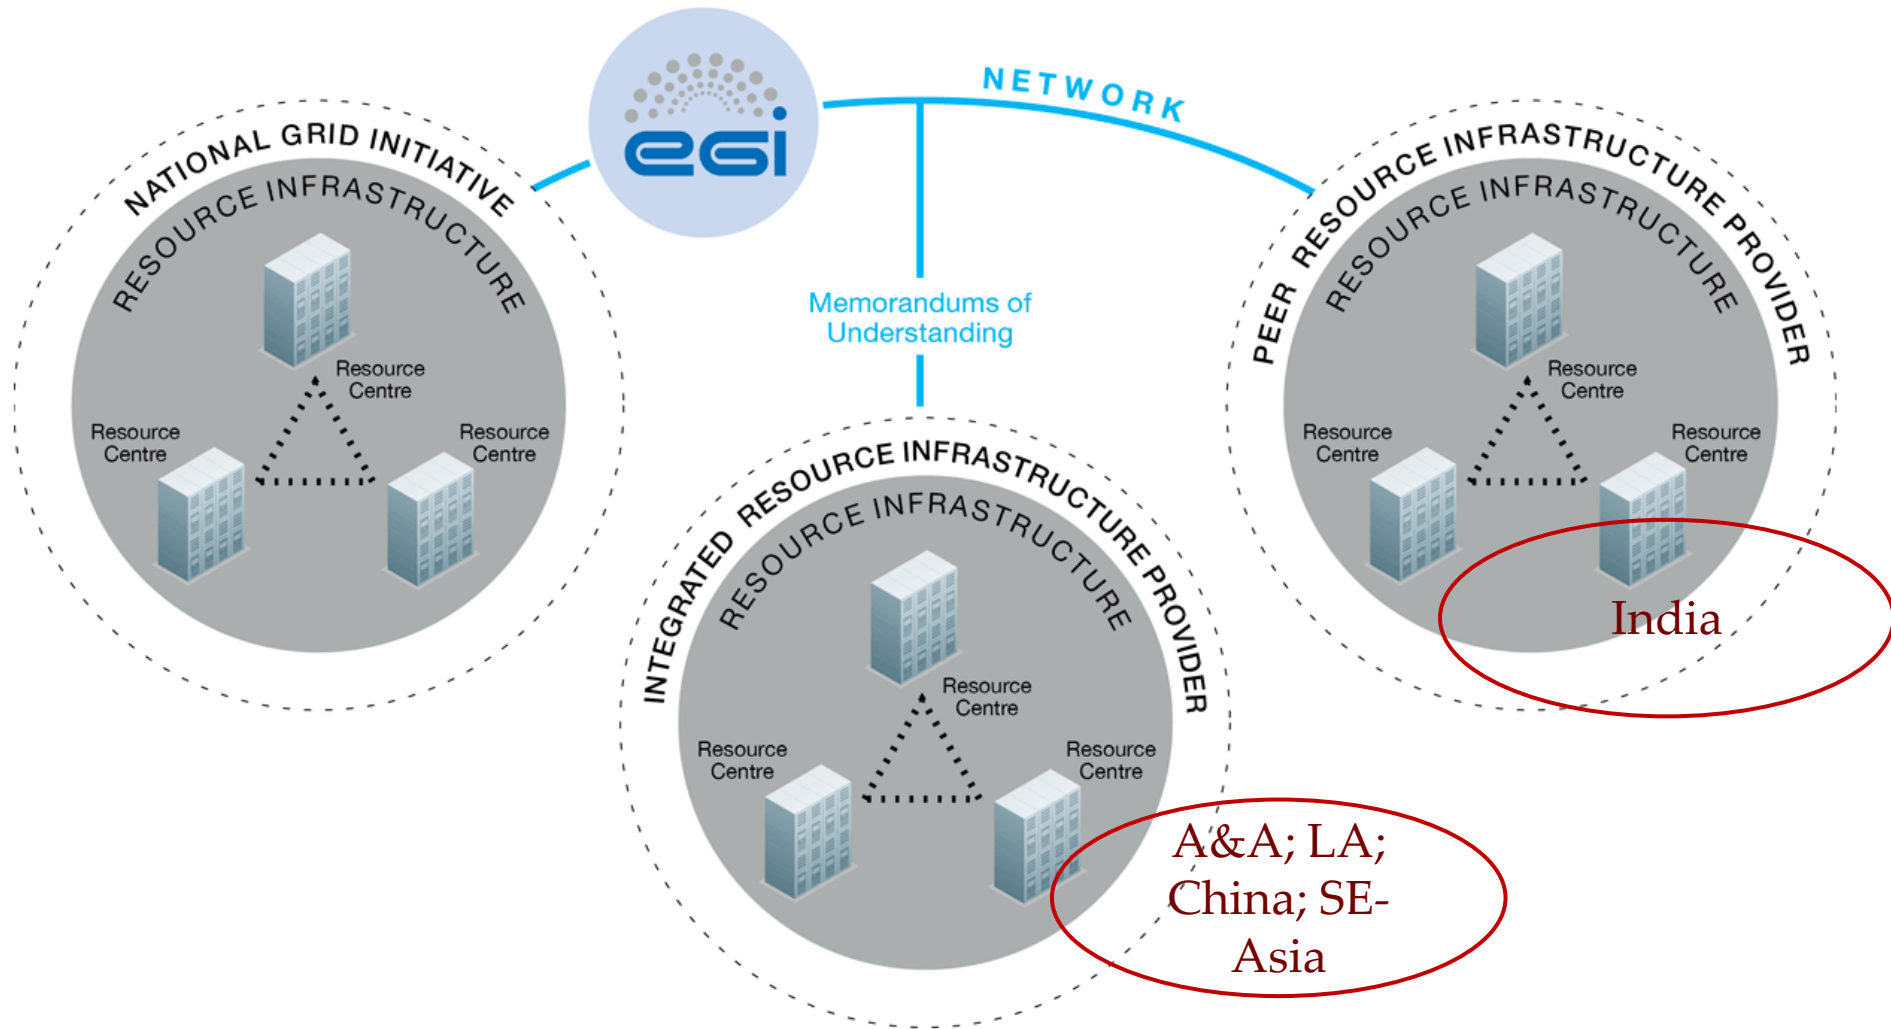 egi
NETWORK
NATIONAL GRID INITIATIVE
RESOURCE INFRASTRUCTURE
Resource
Centre
Resource
Centre
Resource
Centre
Memorandums of
Understanding
INTEGRATED RESOURCE INFRASTRUCTURE PROVIDER
RESOURCE INFRASTRUCTURE
Resource
Centre
Resource
Centre
Resource
Centre
A&A; LA;
China; SE-
Asia
PEER RESOURCE INFRASTRUCTURE PROVIDER
RESOURCE INFRASTRUCTURE
Resource
Centre
Resource
Centre
Resource
Centre
India